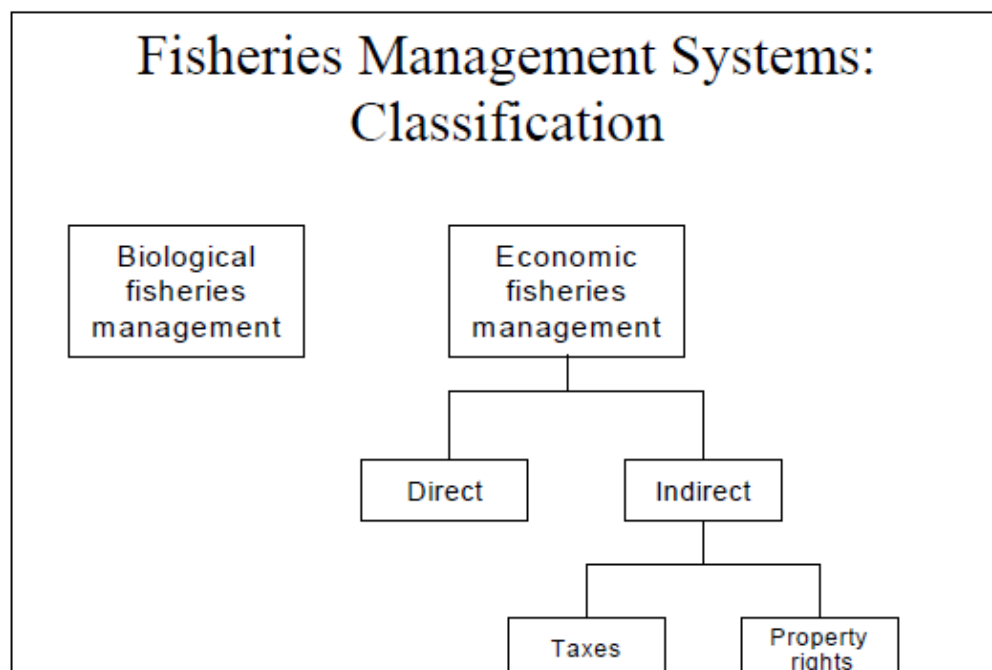 Fisheries Management Systems:
Classification
Biological
fisheries
management
Economic
fisheries
management
Direct
Indirect
Taxes
Property
rights